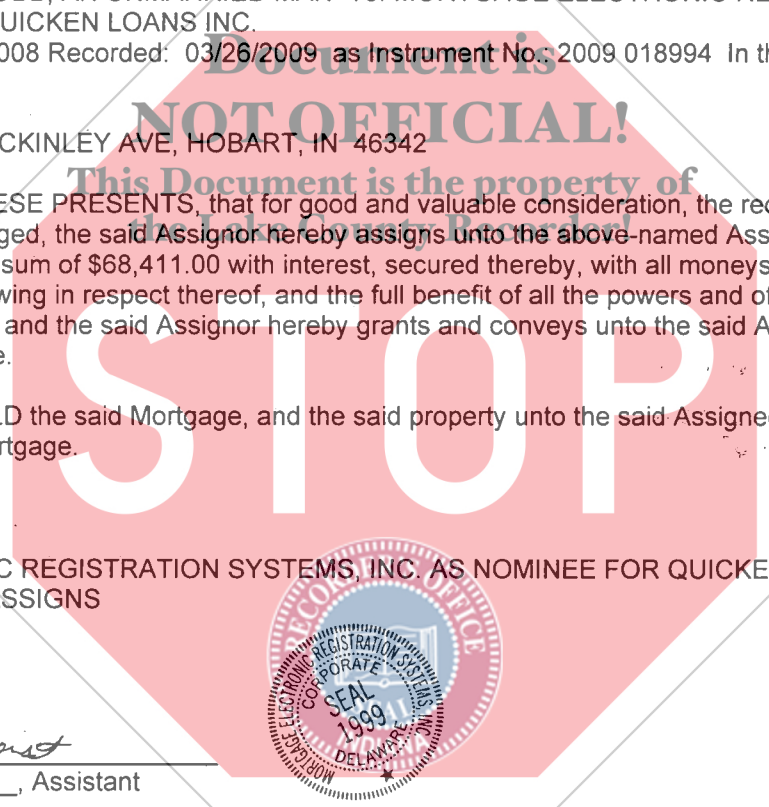 QUICKEN LOANS INC.
008 Recorded: 03/26/2009 as Instrument No.: 2009 018994 In th
Document is
NOT OFFICIAL!
CKINLEY AVE, HOBART, IN 46342
This Document is the property of
the Lake County Recorder!
ESE PRESENTS, that for good and valuable consideration, the rec
ged, the said Assignor hereby assigns unto the above-named Ass
sum of $68,411.00 with interest, secured thereby, with all moneys
wing in respect thereof, and the full benefit of all the powers and of
and the said Assignor hereby grants and conveys unto the said A
e.
LD the said Mortgage, and the said property unto the said Assignee
rtgage.
STOP
C REGISTRATION SYSTEMS, INC. AS NOMINEE FOR QUICKE
SSIGNS
RECORDER OFFICE
SEAL
INDIANA
MORTGAGE ELECTRONIC REGISTRATION SYSTEMS, INC
CORPORATE
SEAL
1999
DELAWARE
, Assistant